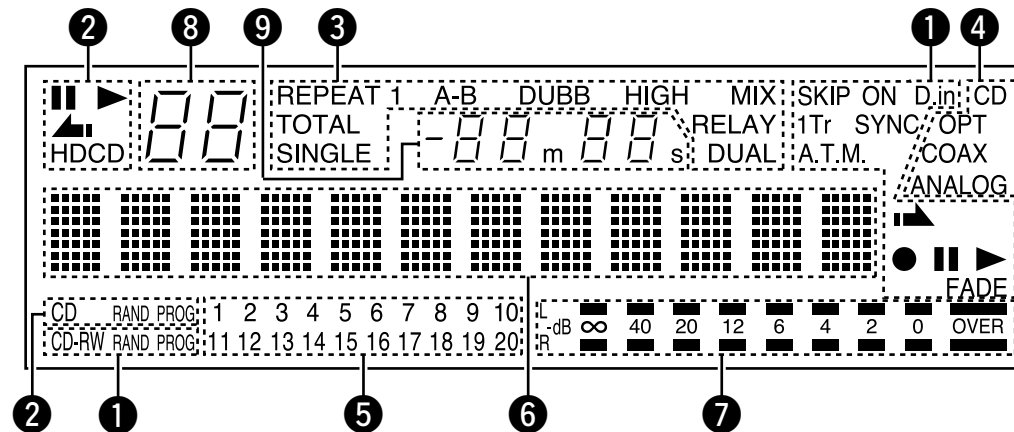 2 8 9 3 1 4
REPEAT 1 A-B DUBB HIGH MIX SKIP ON D.in CD
TOTAL RELAY 1Tr SYNC OPT
HDCD 88 SINGLE -88 m 88 s DUAL A.T.M. COAX
ANALOG
FADE
CD RAND PROG 1 2 3 4 5 6 7 8 9 10 L
-dB ∞ 40 20 12 6 4 2 0 OVER
CD-RW RAND PROG 11 12 13 14 15 16 17 18 19 20 R
2 1 5 6 7